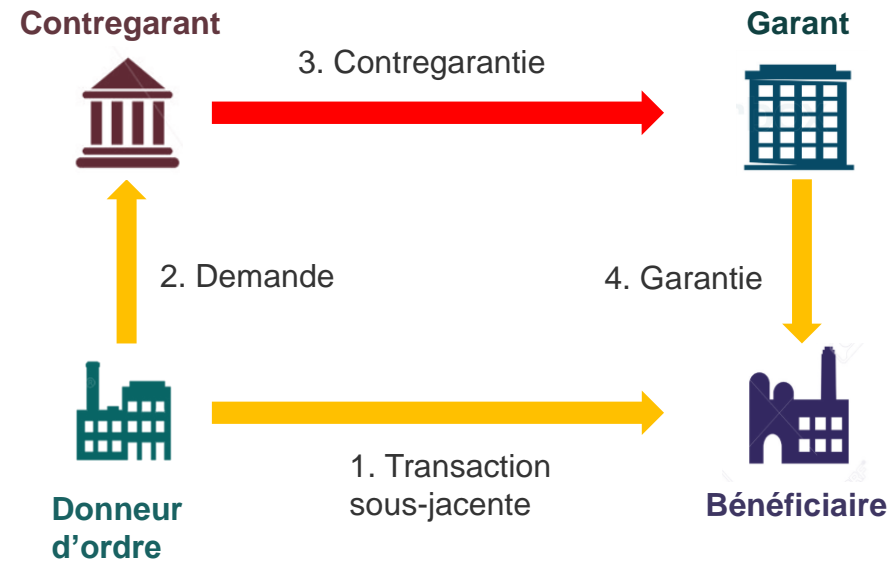 Contregarant
Garant
3. Contregarantie
2. Demande
4. Garantie
1. Transaction
sous-jacente
Donneur
d'ordre
Bénéficiaire